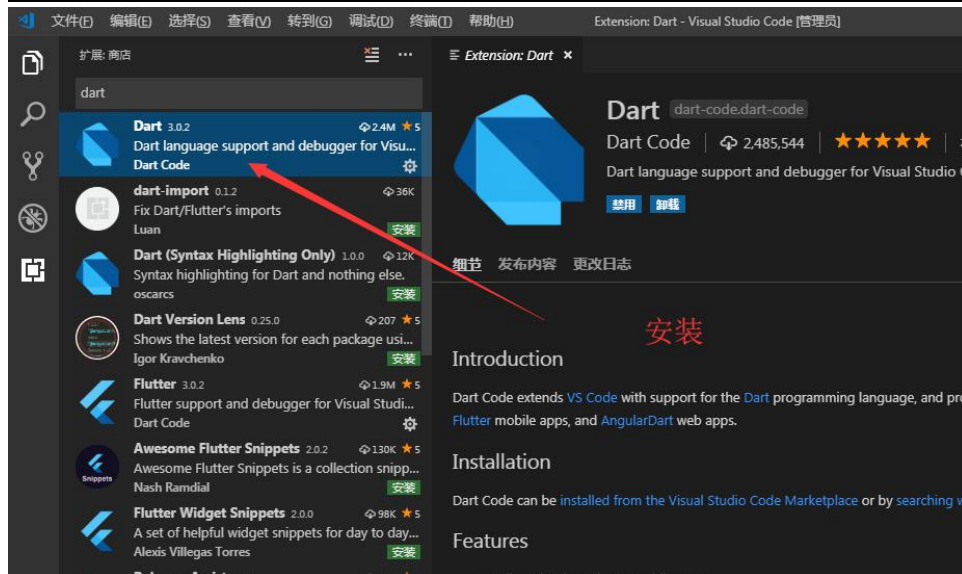 文件(F) 编辑(E) 选择(S) 查看(V) 转到(G) 调试(D) 终端(T) 帮助(H) Extension: Dart - Visual Studio Code [管理员]
扩展: 商店
dart
Dart 3.0.2 2.4M ★5
Dart language support and debugger for Visu...
Dart Code
dart-import 0.1.2 36K
Fix Dart/Flutter's imports
Luan 安装
Dart (Syntax Highlighting Only) 1.0.0 12K
Syntax highlighting for Dart and nothing else.
oscarcs 安装
Dart Version Lens 0.25.0 207 ★5
Shows the latest version for each package usi...
Igor Kravchenko 安装
Flutter 3.0.2 1.9M ★5
Flutter support and debugger for Visual Studi...
Dart Code
Awesome Flutter Snippets 2.0.2 130K ★5
Awesome Flutter Snippets is a collection snipp...
Snippets
Nash Ramdial 安装
Flutter Widget Snippets 2.0.0 98K ★5
A set of helpful widget snippets for day to day...
Alexis Villegas Torres 安装
Extension: Dart ×
Dart dart-code.dart-code
Dart Code | 2,485,544 | ★★★★★ |
Dart language support and debugger for Visual Studio
禁用 卸载
细节 发布内容 更改日志
安装
Introduction
Dart Code extends VS Code with support for the Dart programming language, and pr
Flutter mobile apps, and AngularDart web apps.
Installation
Dart Code can be installed from the Visual Studio Code Marketplace or by searching
Features